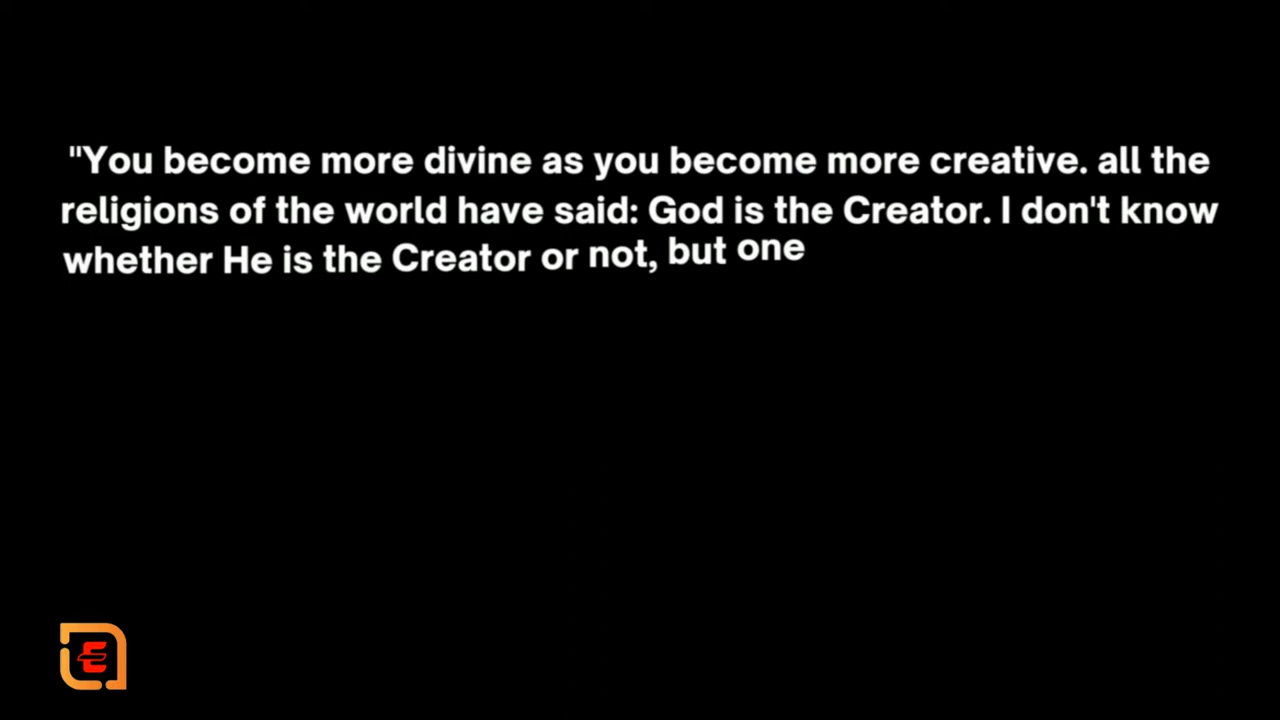 "You become more divine as you become more creative. all the
religions of the world have said: God is the Creator. I don't know
whether He is the Creator or not, but one
E